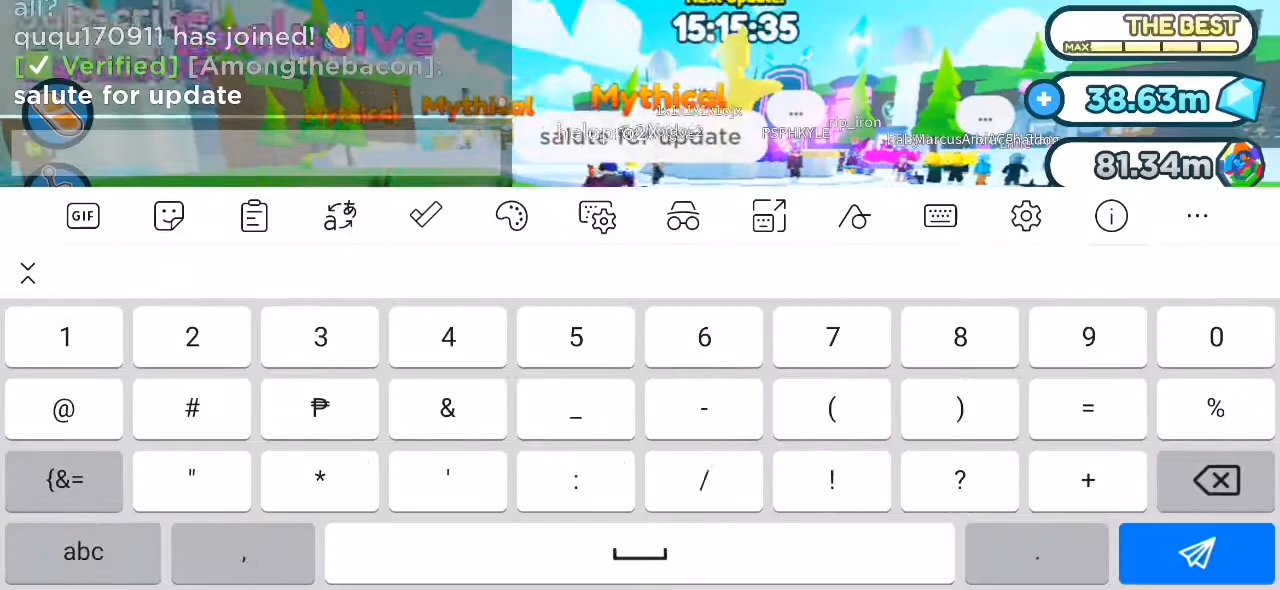 all?
ququ170911 has joined! 👋
[✓ Verified] [Amongthebacon]:
salute for update
Next Update:
15:15:35
Mythical
Mythical
Mythical
salute for update
...
...
PSPHKYLE
rip_iron
THE BEST
MAX
38.63m
81.34m
GIF
1 2 3 4 5 6 7 8 9 0
@ # ₱ & _ - ( ) = %
{&= " * ' : / ! ? +
abc , .